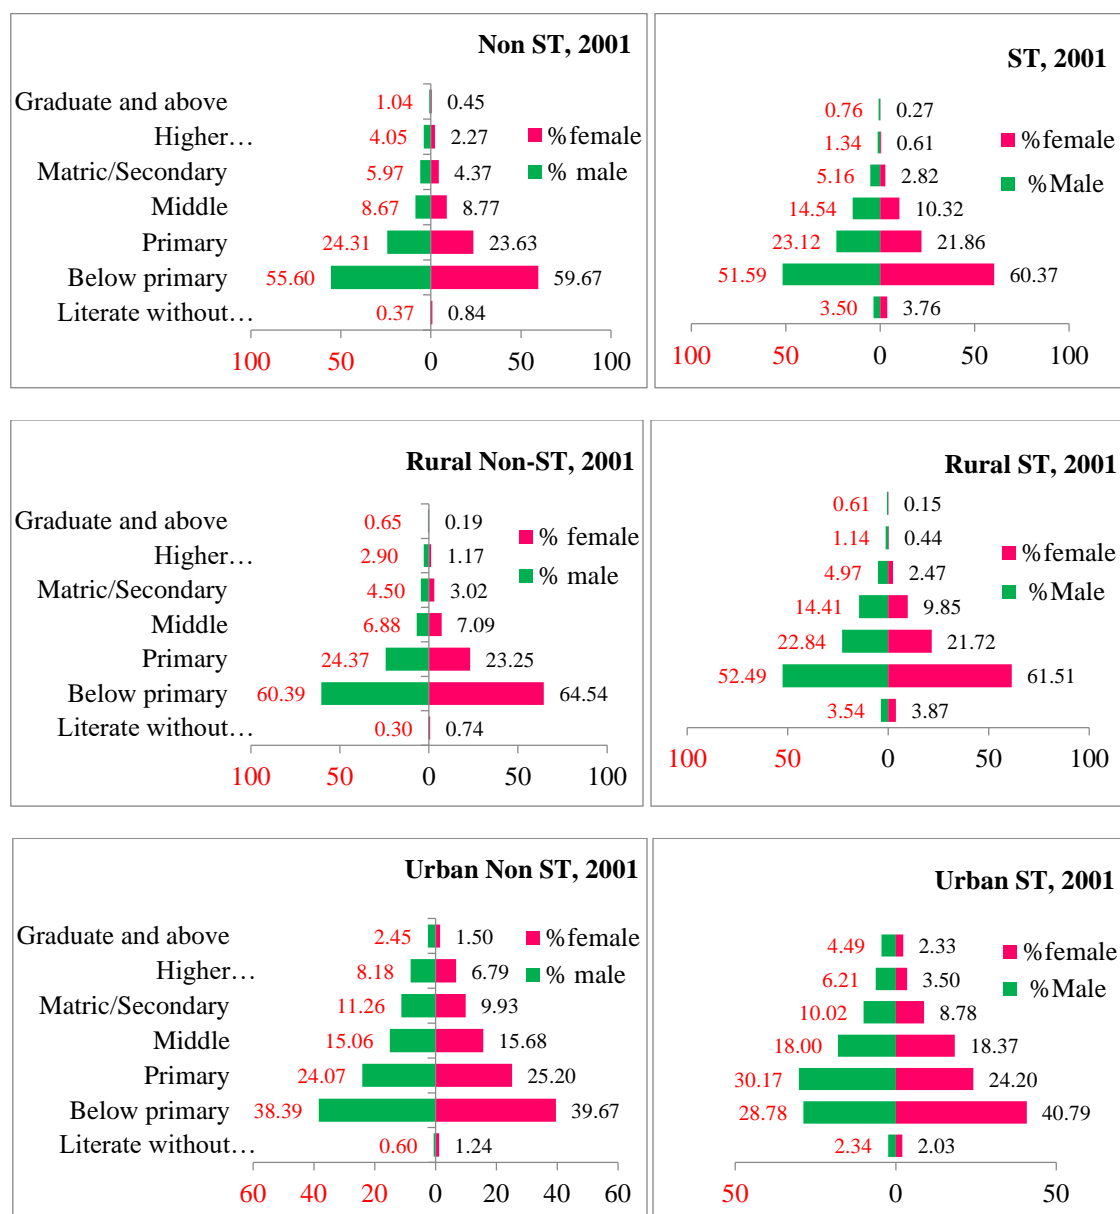 Non ST, 2001
Graduate and above 1.04 0.45
Higher… 4.05 2.27 %female
Matric/Secondary 5.97 4.37 % male
Middle 8.67 8.77
Primary 24.31 23.63
Below primary 55.60 59.67
Literate without… 0.37 0.84
100 50 0 50 100
ST, 2001
0.76 0.27
1.34 0.61 %female
5.16 2.82 %Male
14.54 10.32
23.12 21.86
51.59 60.37
3.50 3.76
100 50 0 50 100
Rural Non-ST, 2001
Graduate and above 0.65 0.19 % female
Higher… 2.90 1.17 % male
Matric/Secondary 4.50 3.02
Middle 6.88 7.09
Primary 24.37 23.25
Below primary 60.39 64.54
Literate without… 0.30 0.74
100 50 0 50 100
Rural ST, 2001
0.61 0.15
1.14 0.44 %female
4.97 2.47 %Male
14.41 9.85
22.84 21.72
52.49 61.51
3.54 3.87
100 50 0 50 100
Urban Non ST, 2001
Graduate and above 2.45 1.50 %female
Higher… 8.18 6.79 % male
Matric/Secondary 11.26 9.93
Middle 15.06 15.68
Primary 24.07 25.20
Below primary 38.39 39.67
Literate without… 0.60 1.24
60 40 20 0 20 40 60
Urban ST, 2001
4.49 2.33 %female
6.21 3.50 %Male
10.02 8.78
18.00 18.37
30.17 24.20
28.78 40.79
2.34 2.03
50 0 50